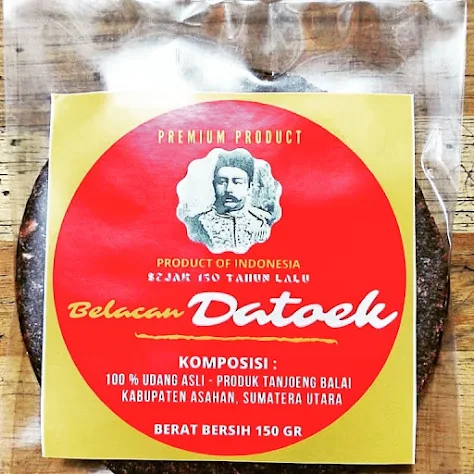 PREMIUM PRODUCT
PRODUCT OF INDONESIA
SEJAK 150 TAHUN LALU
Belacan Datoek
KOMPOSISI :
100 % UDANG ASLI - PRODUK TANJOENG BALAI
KABUPATEN ASAHAN, SUMATERA UTARA
BERAT BERSIH 150 GR